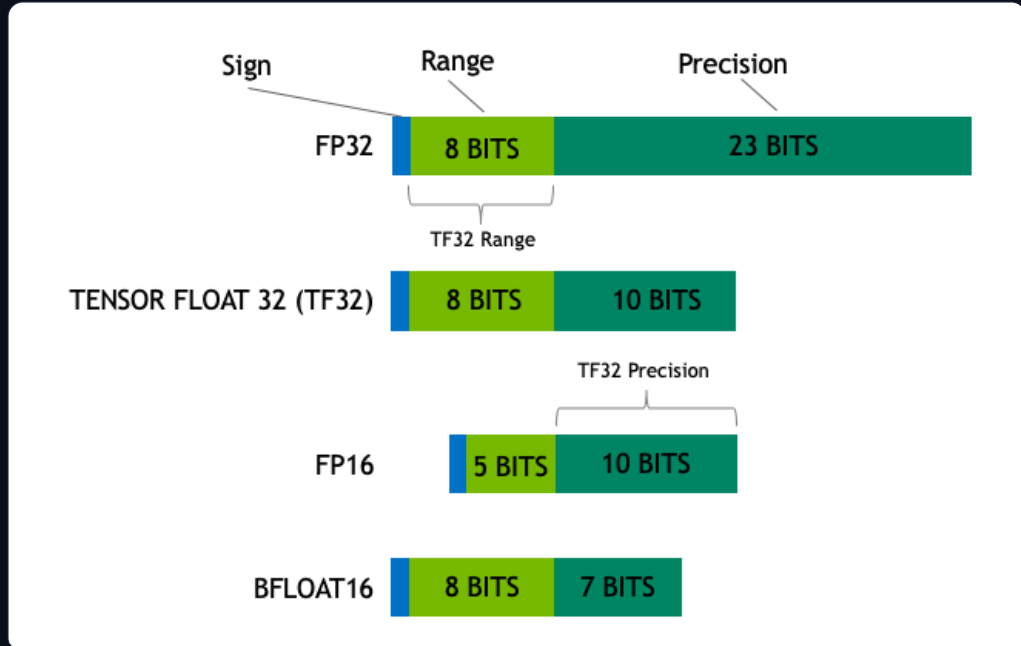 Sign
Range
Precision
FP32
8 BITS
23 BITS
TF32 Range
TENSOR FLOAT 32 (TF32)
8 BITS
10 BITS
TF32 Precision
FP16
5 BITS
10 BITS
BFLOAT16
8 BITS
7 BITS